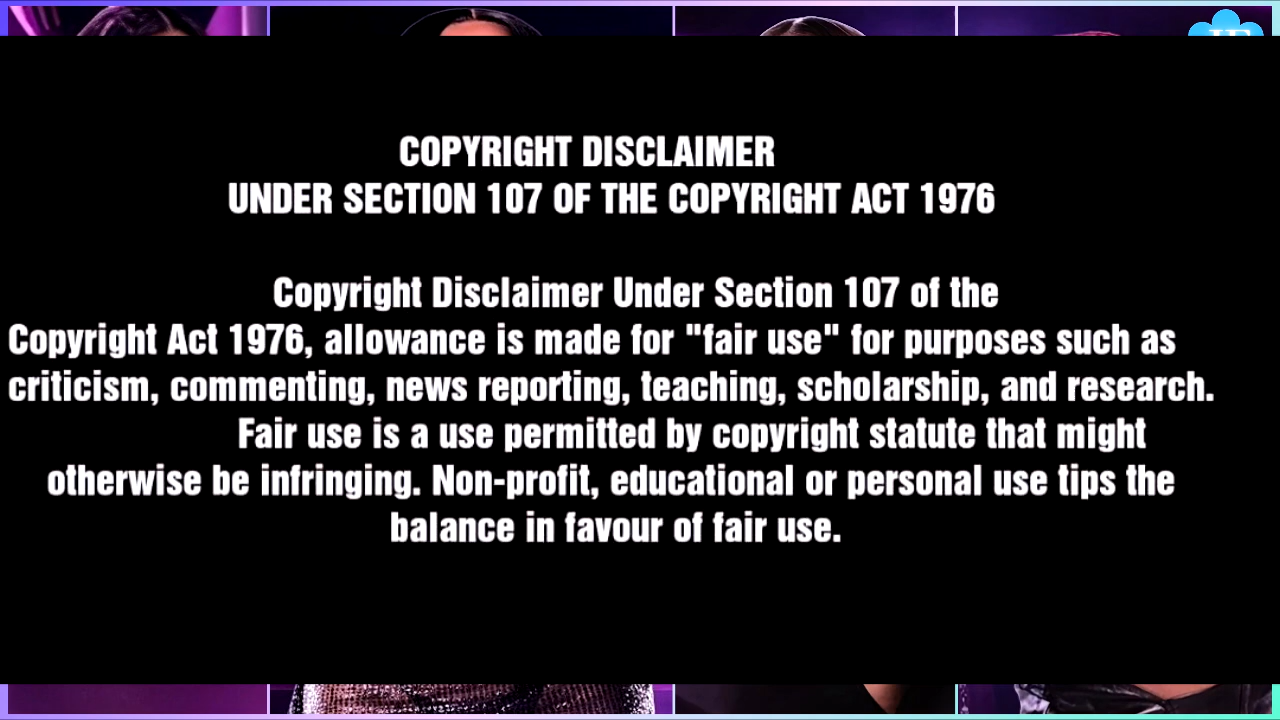 COPYRIGHT DISCLAIMER
UNDER SECTION 107 OF THE COPYRIGHT ACT 1976
Copyright Disclaimer Under Section 107 of the
Copyright Act 1976, allowance is made for "fair use" for purposes such as
criticism, commenting, news reporting, teaching, scholarship, and research.
Fair use is a use permitted by copyright statute that might
otherwise be infringing. Non-profit, educational or personal use tips the
balance in favour of fair use.